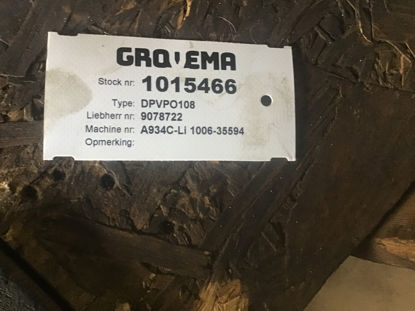 GROVEMA
Stock nr: 1015466
Type: DPVPO108
Liebherr nr: 9078722
Machine nr: A934C-Li 1006-35594
Opmerking: